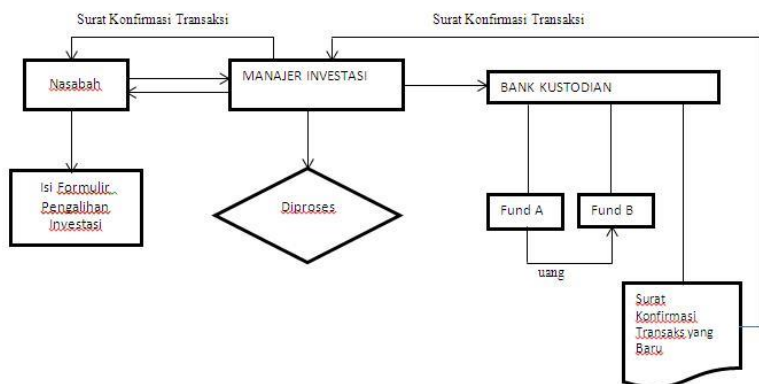 Surat Konfirmasi Transaksi
Surat Konfirmasi Transaksi
Nasabah
MANAJER INVESTASI
BANK KUSTODIAN
Isi Formulir
Pengalihan
Investasi
Diproses
Fund A
Fund B
uang
Surat
Konfirmasi
Transaks yang
Baru